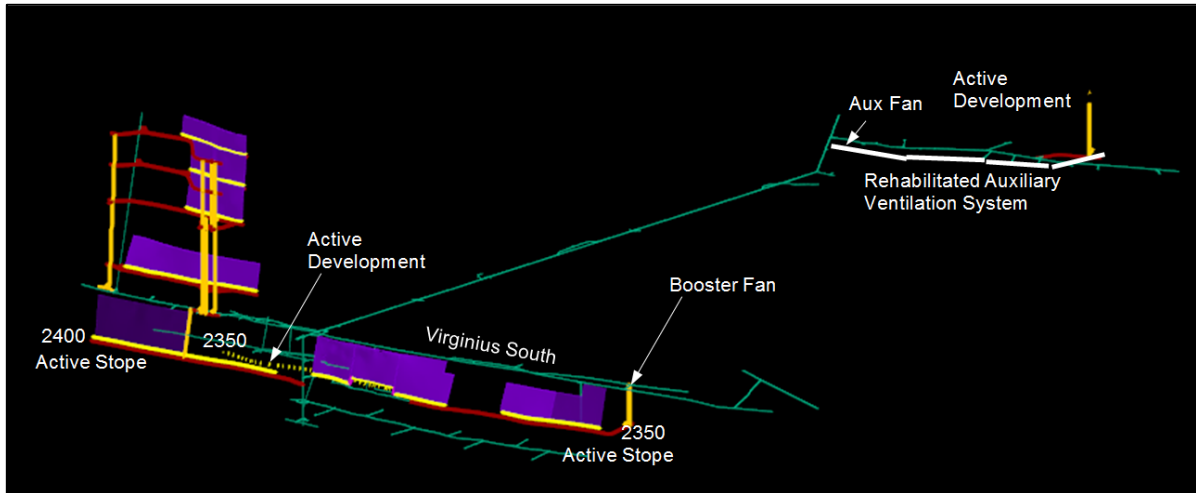 Active
Development
Aux Fan
Rehabilitated Auxiliary
Ventilation System
Active
Development
Booster Fan
Virginius South
2400
Active Stope
2350
2350
Active Stope